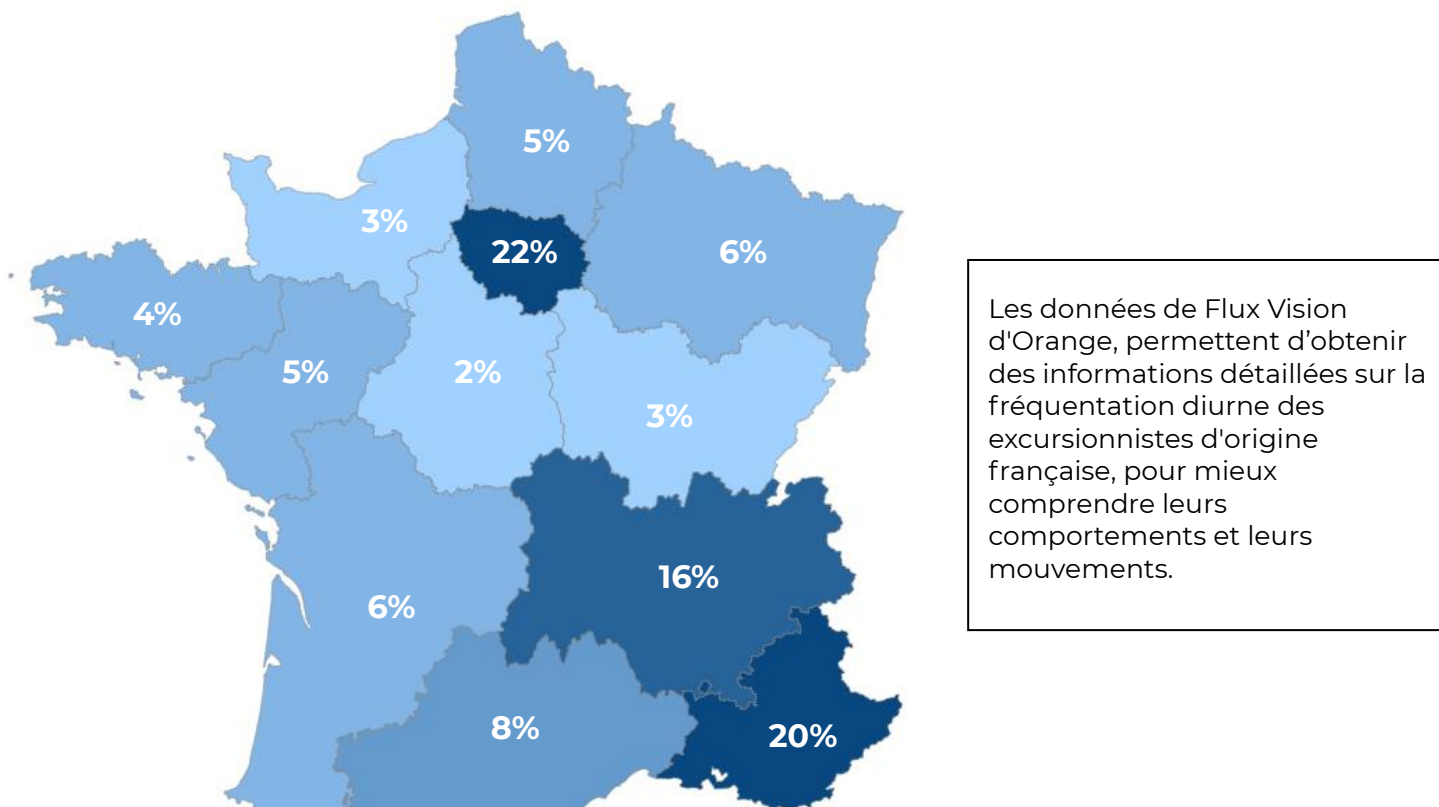 5%
3%
22%
6%
4%
5%
2%
3%
16%
6%
8%
20%
Les données de Flux Vision
d'Orange, permettent d’obtenir
des informations détaillées sur la
fréquentation diurne des
excursionnistes d'origine
française, pour mieux
comprendre leurs
comportements et leurs
mouvements.